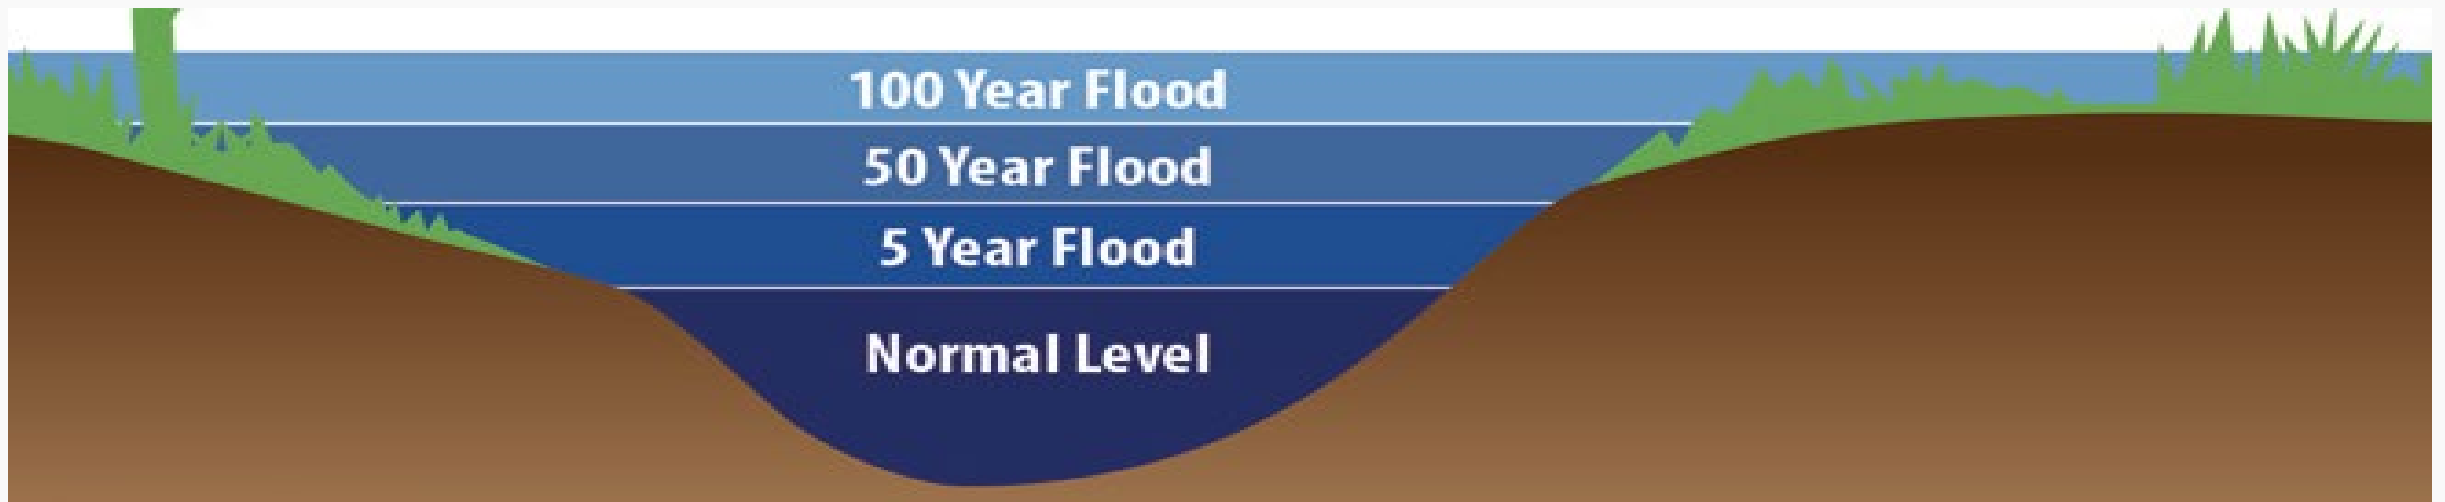 100 Year Flood
50 Year Flood
5 Year Flood
Normal Level